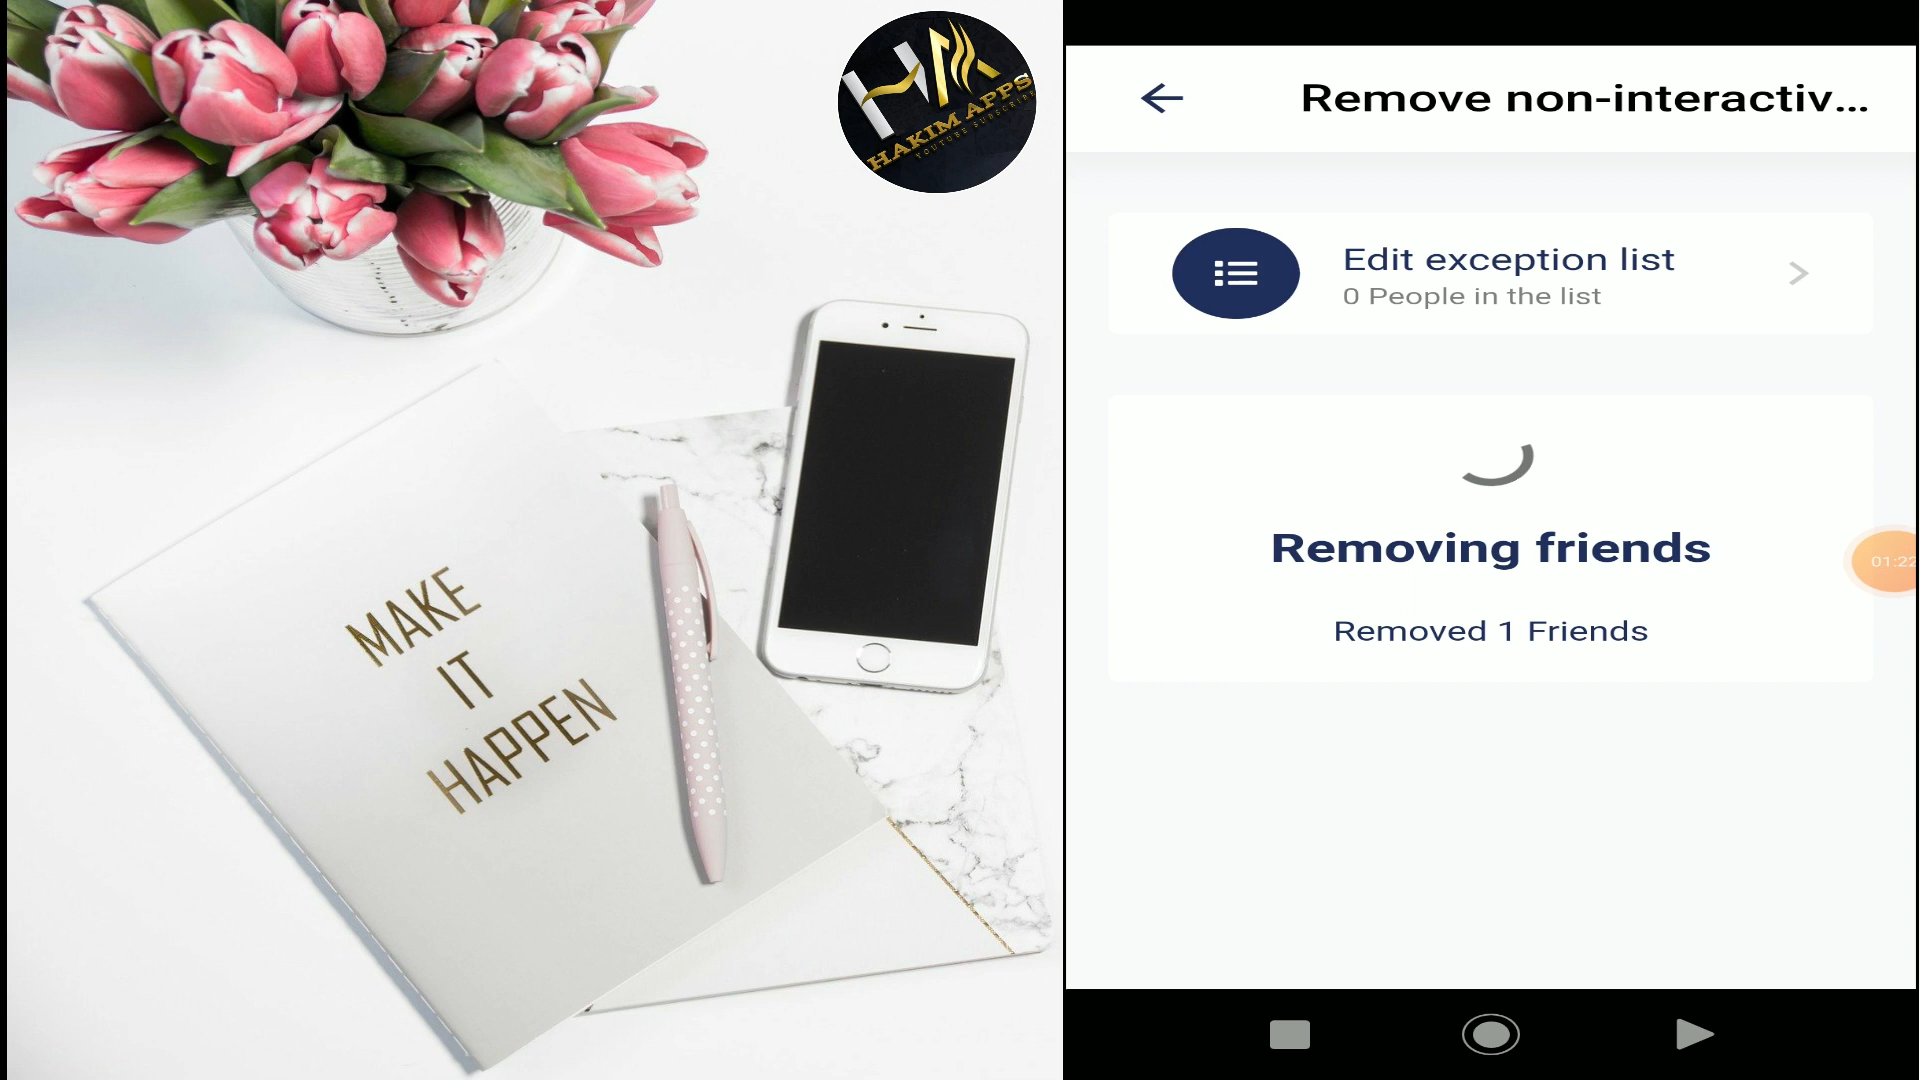 HAKIM APPS
YOUTUBE SUBSCRIBE
MAKE
IT
HAPPEN
Remove non-interactiv...
Edit exception list
0 People in the list
Removing friends
Removed 1 Friends
01:22